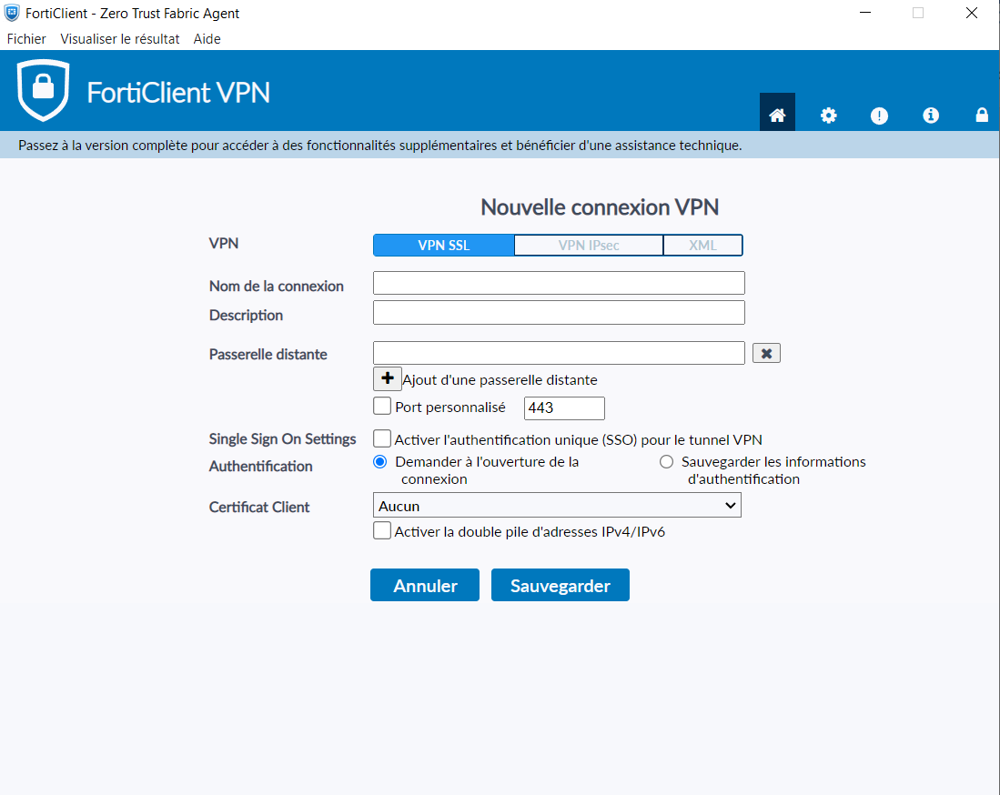 FortiClient - Zero Trust Fabric Agent
Fichier Visualiser le résultat Aide
FortiClient VPN
Passez à la version complète pour accéder à des fonctionnalités supplémentaires et bénéficier d'une assistance technique.
Nouvelle connexion VPN
VPN VPN SSL VPN IPsec XML
Nom de la connexion
Description
Passerelle distante
Ajout d'une passerelle distante
Port personnalisé 443
Single Sign On Settings Activer l'authentification unique (SSO) pour le tunnel VPN
Authentification Demander à l'ouverture de la Sauvegarder les informations
connexion d'authentification
Certificat Client Aucun
Activer la double pile d'adresses IPv4/IPv6
Annuler Sauvegarder